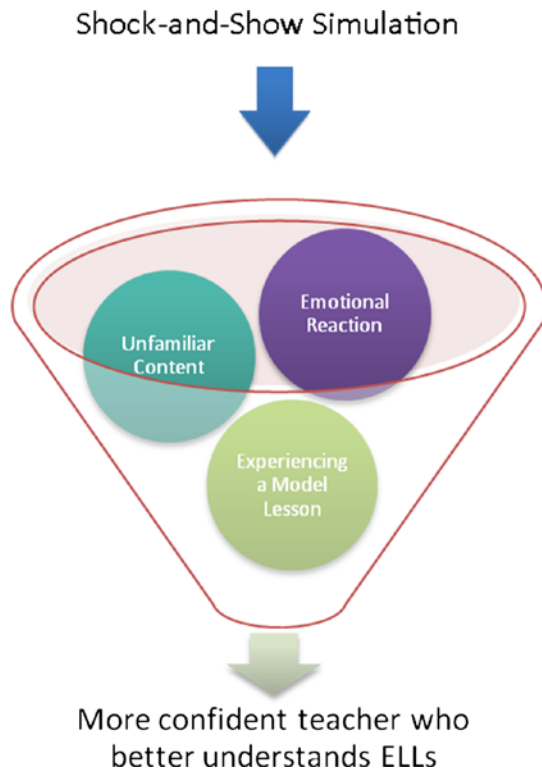 Shock-and-Show Simulation
Emotional
Reaction
Unfamiliar
Content
Experiencing
a Model
Lesson
More confident teacher who
better understands ELLs